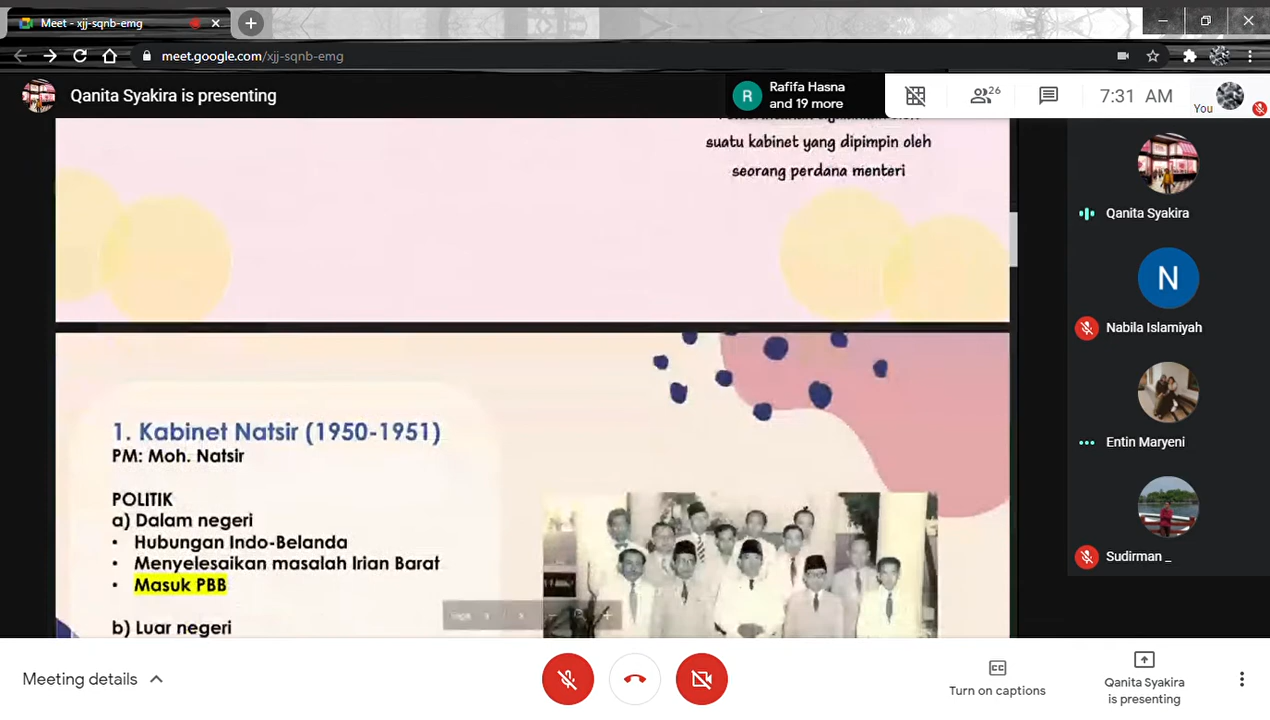 Meet - xjj-sqnb-emg
meet.google.com/xjj-sqnb-emg
Qanita Syakira is presenting
R
Rafifa Hasna
and 19 more
26
7:31 AM
You
suatu kabinet yang dipimpin oleh
seorang perdana menteri
Qanita Syakira
N
Nabila Islamiyah
Entin Maryeni
Sudirman _
1. Kabinet Natsir (1950-1951)
PM: Moh. Natsir
POLITIK
a) Dalam negeri
• Hubungan Indo-Belanda
• Menyelesaikan masalah Irian Barat
• Masuk PBB
b) Luar negeri
Meeting details
CC
Turn on captions
Qanita Syakira
is presenting